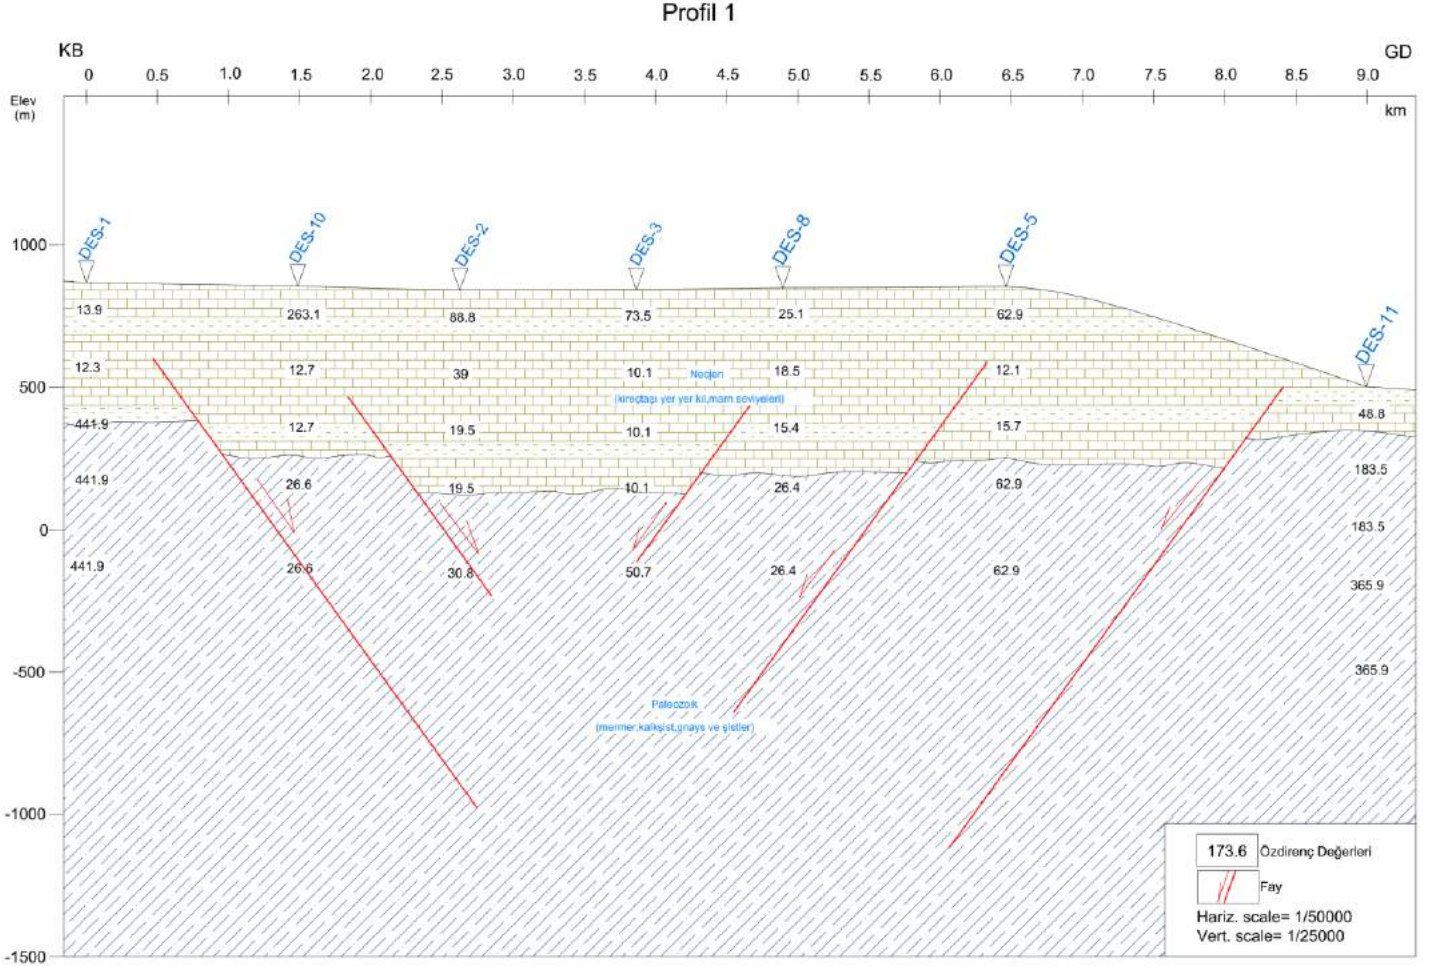 Profil 1
KB
GD
0 0.5 1.0 1.5 2.0 2.5 3.0 3.5 4.0 4.5 5.0 5.5 6.0 6.5 7.0 7.5 8.0 8.5 9.0
Elev
(m)
km
DES-1 DES-10 DES-2 DES-3 DES-8 DES-5
1000
13.9 263.1 88.8 73.5 25.1 62.9
DES-11
12.3 12.7 39 10.1 Neojen 18.5 12.1
500
(kireçtaşı yer yer kil,marn seviyeleri)
48.8
441.9 12.7 19.5 10.1 15.4 15.7
183.5
441.9 26.6 19.5 10.1 26.4 62.9
0
183.5
441.9 26.6 30.8 50.7 26.4 62.9
365.9
-500
365.9
Paleozoik
(mermer,kalkşist,gnays ve şistler)
-1000
173.6 Özdirenç Değerleri
Fay
Hariz. scale= 1/50000
Vert. scale= 1/25000
-1500